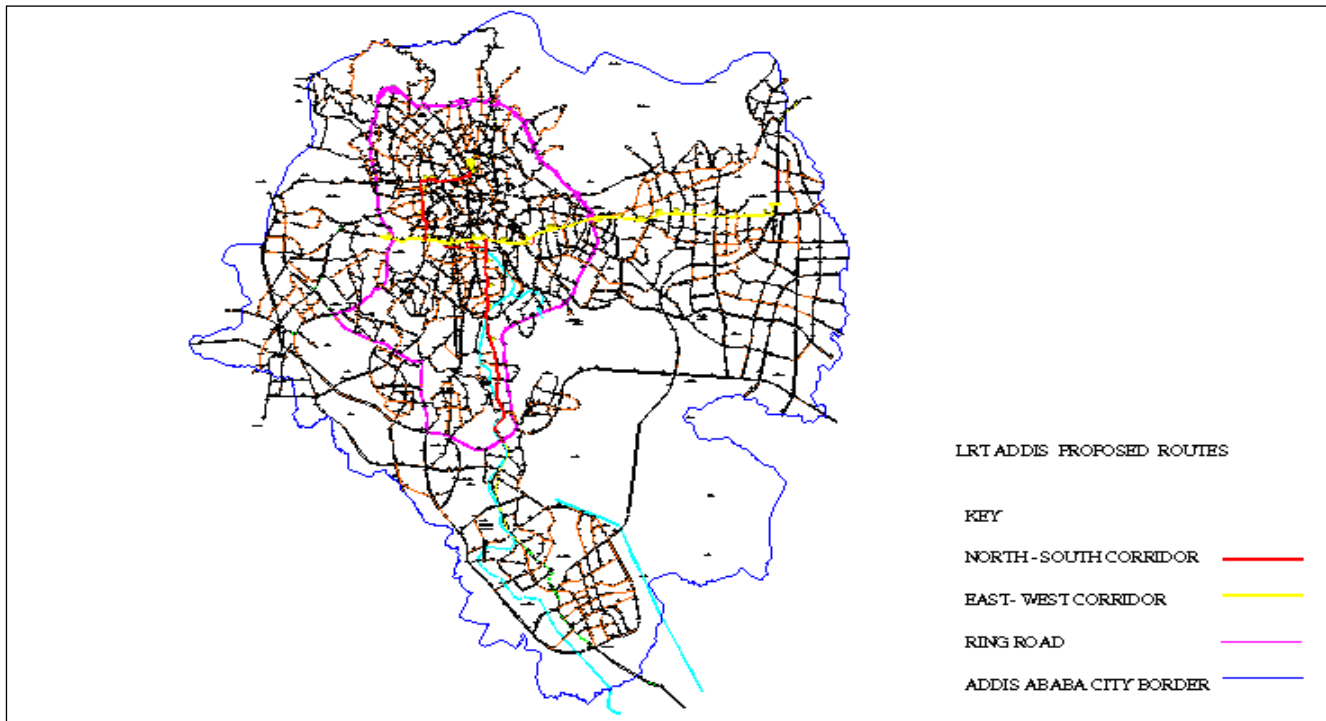 LRT ADDIS PROPOSED ROUTES
KEY
NORTH - SOUTH CORRIDOR
EAST- WEST CORRIDOR
RING ROAD
ADDIS ABABA CITY BORDER